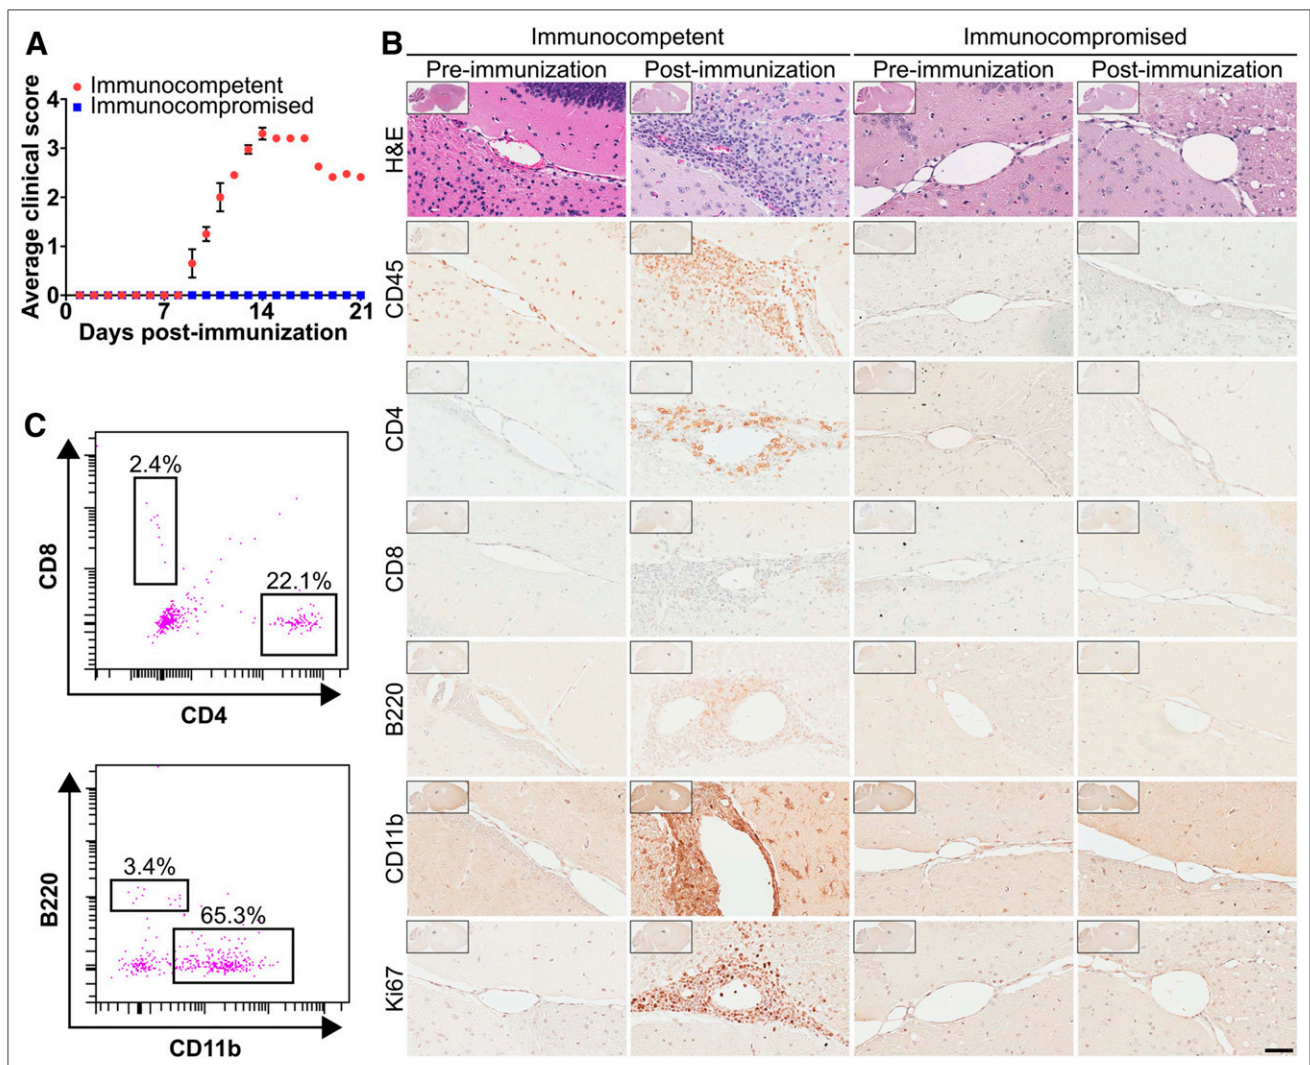 A
Immunocompetent
Immunocompromised
Average clinical score
4
3
2
1
0
0
7
14
21
Days post-immunization
B
Immunocompetent
Immunocompromised
Pre-immunization
Post-immunization
Pre-immunization
Post-immunization
H&E
CD45
CD4
CD8
B220
CD11b
Ki67
C
2.4%
22.1%
CD8
CD4
3.4%
65.3%
B220
CD11b